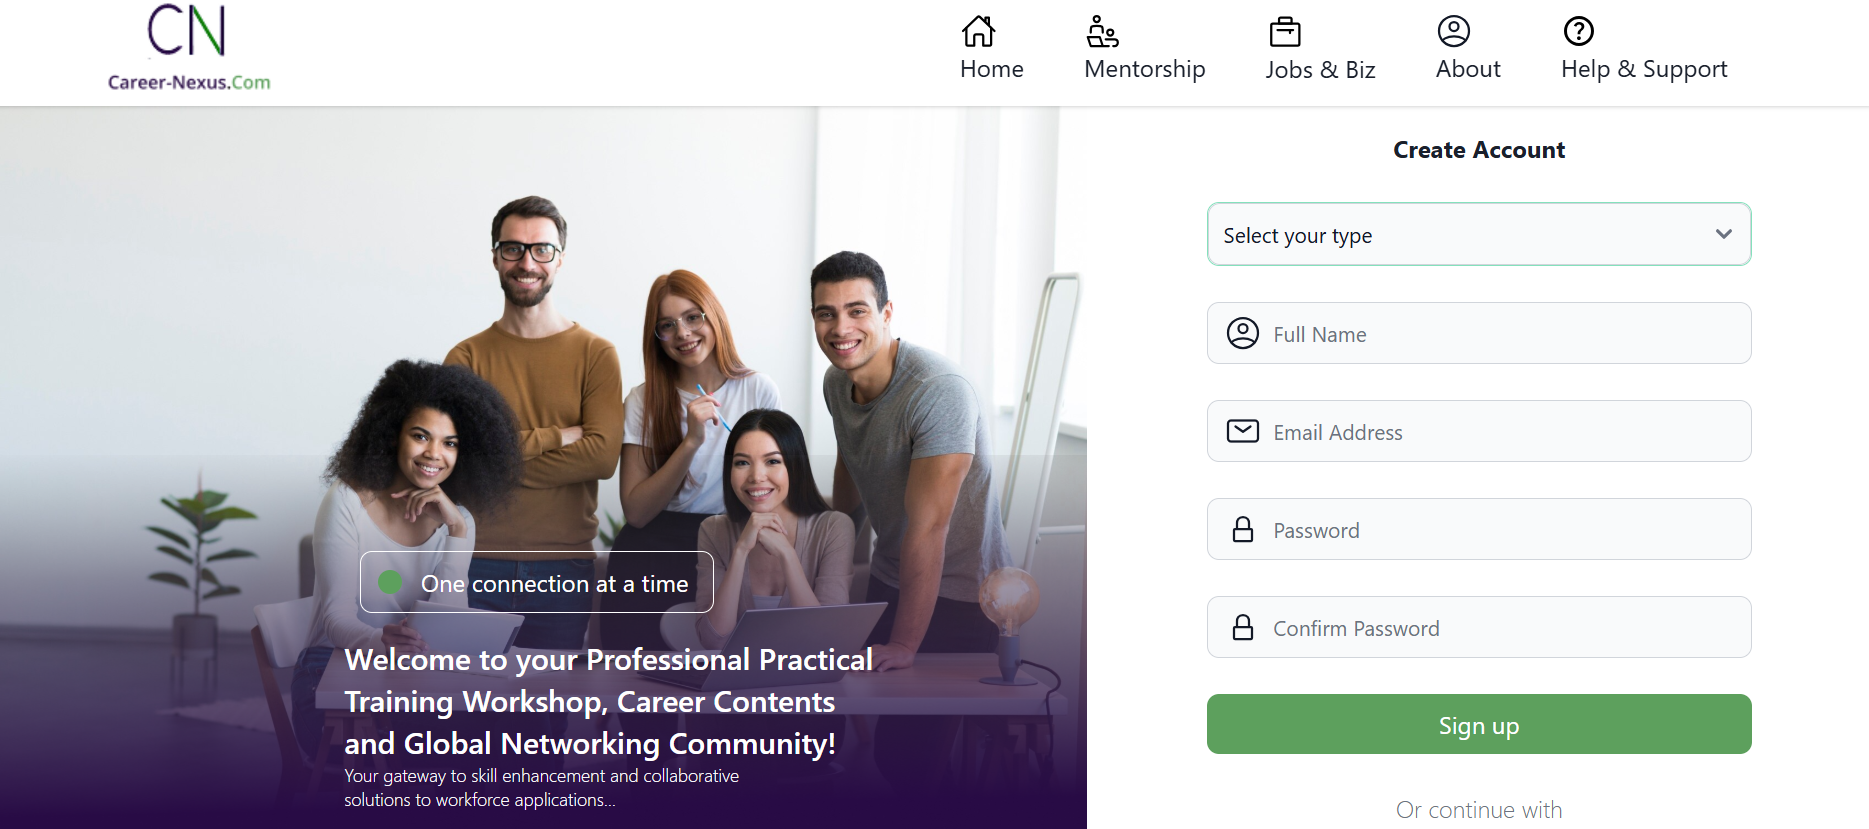 CN
Career-Nexus.Com
Home
Mentorship
Jobs & Biz
About
Help & Support
One connection at a time
Welcome to your Professional Practical
Training Workshop, Career Contents
and Global Networking Community!
Your gateway to skill enhancement and collaborative
solutions to workforce applications...
Create Account
Select your type
Full Name
Email Address
Password
Confirm Password
Sign up
Or continue with